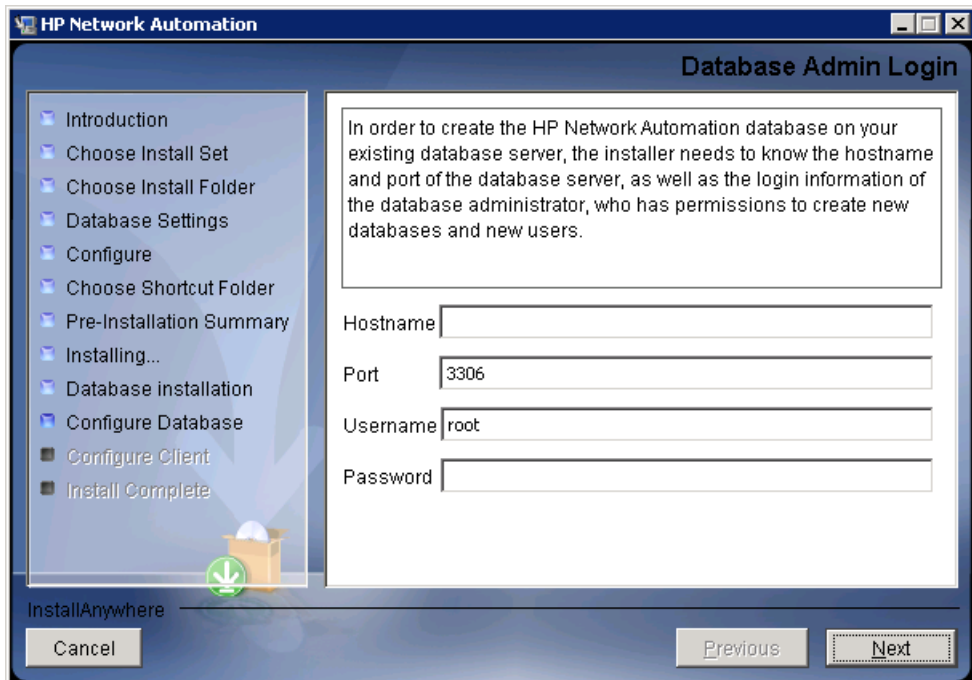 HP Network Automation
Database Admin Login
Introduction
Choose Install Set
Choose Install Folder
Database Settings
Configure
Choose Shortcut Folder
Pre-Installation Summary
Installing...
Database installation
Configure Database
Configure Client
Install Complete
In order to create the HP Network Automation database on your
existing database server, the installer needs to know the hostname
and port of the database server, as well as the login information of
the database administrator, who has permissions to create new
databases and new users.
Hostname
Port 3306
Username root
Password
InstallAnywhere
Cancel
Previous
Next